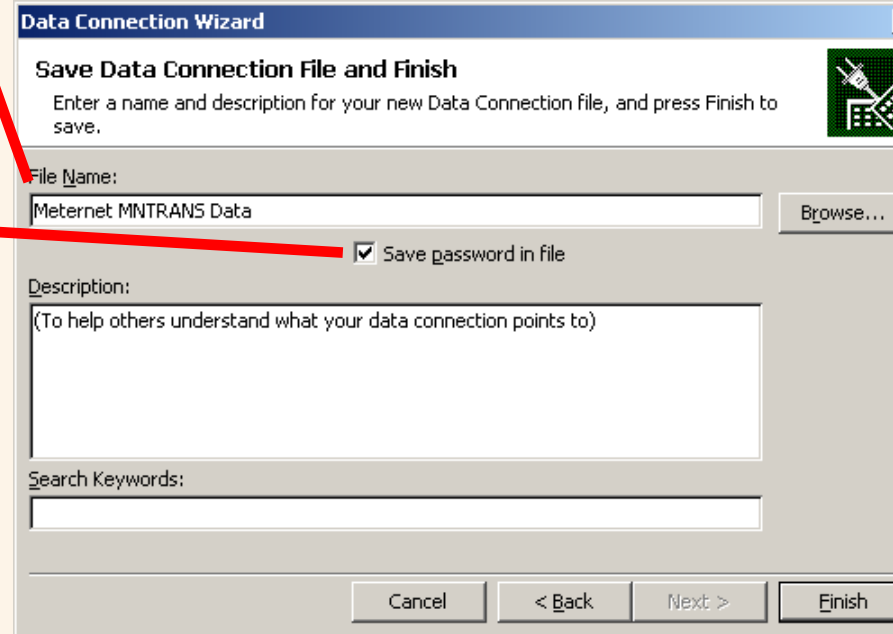 Data Connection Wizard
Save Data Connection File and Finish
Enter a name and description for your new Data Connection file, and press Finish to
save.
File Name:
Meternet MNTRANS Data
Browse...
Save password in file
Description:
(To help others understand what your data connection points to)
Search Keywords:
Cancel
< Back
Next >
Finish